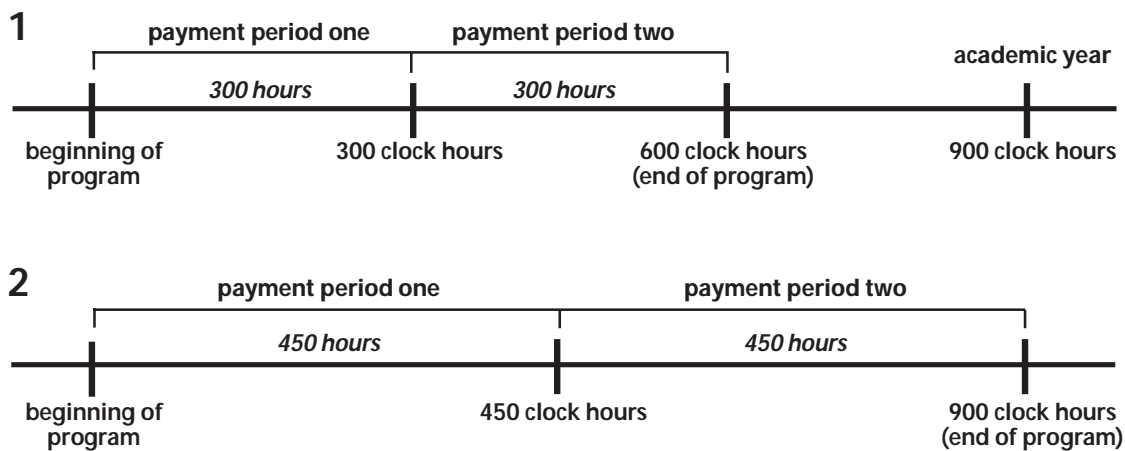 1
payment period one payment period two
academic year
300 hours 300 hours
beginning of program 300 clock hours 600 clock hours (end of program) 900 clock hours
2
payment period one payment period two
450 hours 450 hours
beginning of program 450 clock hours 900 clock hours (end of program)